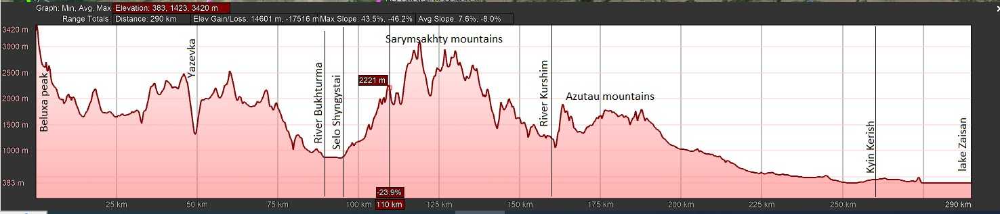 Graph: Min, Avg, Max Elevation: 383, 1423, 3420 m
Range Totals: Distance: 290 km Elev Gain/Loss: 14601 m, -17516 m Max Slope: 43.5%, -46.2% Avg Slope: 7.6%, -8.0%
3420 m
3000 m
2500 m
2000 m
1500 m
1000 m
383 m
Beluxa peak
Yazevka
River Bukhturma
Selo Shyngystai
Sarymsakhty mountains
2221 m
River Kurshim
Azutau mountains
Kyin Kerish
lake Zaisan
-23.9%
25 km 50 km 75 km 100 km 110 km 125 km 150 km 175 km 200 km 225 km 250 km 290 km